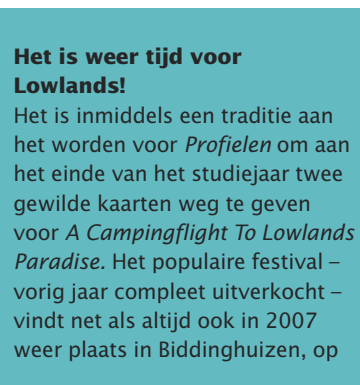 Het is weer tijd voor
Lowlands!
Het is inmiddels een traditie aan
het worden voor Profielen om aan
het einde van het studiejaar twee
gewilde kaarten weg te geven
voor A Campingflight To Lowlands
Paradise. Het populaire festival –
vorig jaar compleet uitverkocht –
vindt net als altijd ook in 2007
weer plaats in Biddinghuizen, op